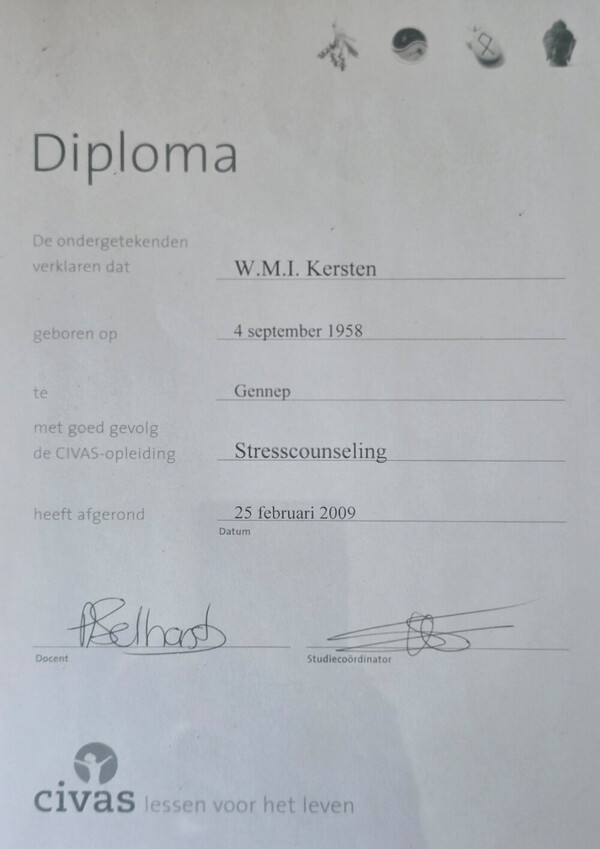 Diploma
De ondergetekenden
verklaren dat W.M.I. Kersten
geboren op 4 september 1958
te Gennep
met goed gevolg
de CIVAS-opleiding Stresscounseling
heeft afgerond 25 februari 2009
Datum
Docent Studiecoördinator
civas lessen voor het leven